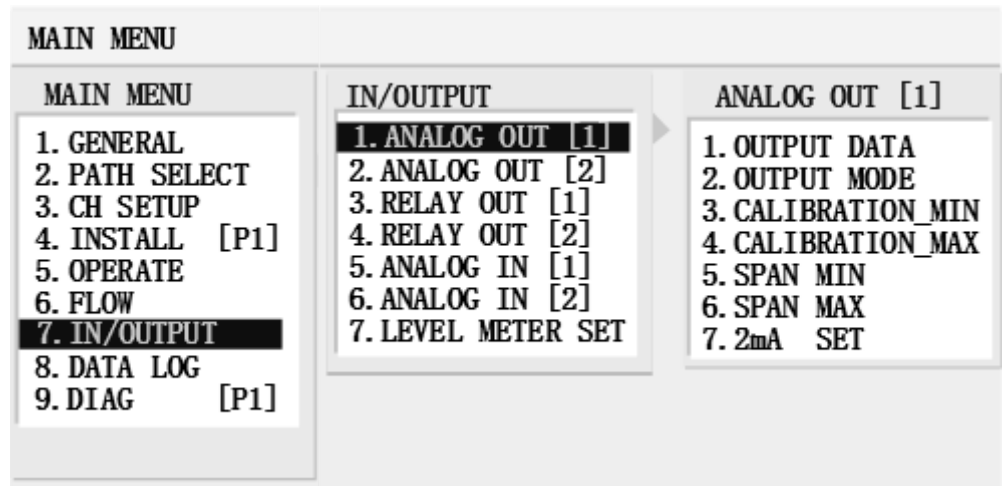 MAIN MENU
MAIN MENU
1. GENERAL
2. PATH SELECT
3. CH SETUP
4. INSTALL [P1]
5. OPERATE
6. FLOW
7. IN/OUTPUT
8. DATA LOG
9. DIAG [P1]
IN/OUTPUT
1. ANALOG OUT [1]
2. ANALOG OUT [2]
3. RELAY OUT [1]
4. RELAY OUT [2]
5. ANALOG IN [1]
6. ANALOG IN [2]
7. LEVEL METER SET
ANALOG OUT [1]
1. OUTPUT DATA
2. OUTPUT MODE
3. CALIBRATION_MIN
4. CALIBRATION_MAX
5. SPAN MIN
6. SPAN MAX
7. 2mA SET